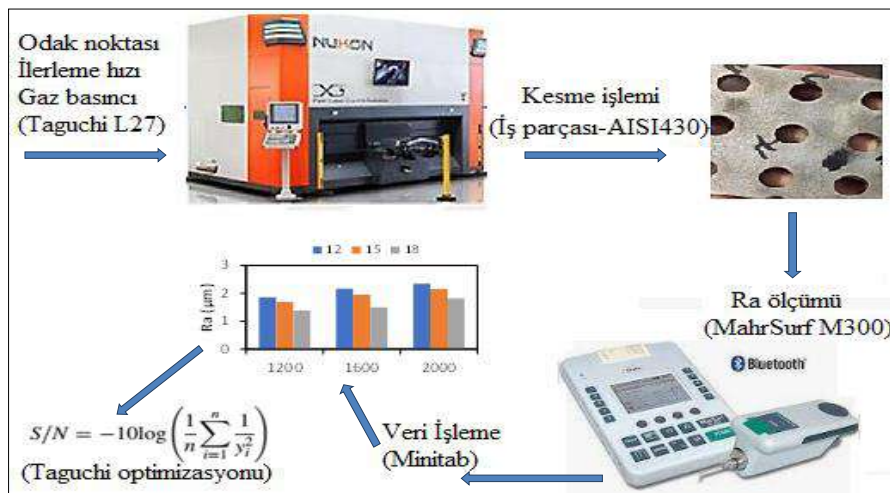 Odak noktası
İlerleme hızı
Gaz basıncı
(Taguchi L27)
NUKON
Kesme işlemi
(İş parçası-AISI430)
12 15 18
3
2
1
0
Ra (µm)
1200 1600 2000
Ra ölçümü
(MahrSurf M300)
Bluetooth
S/N = −10log(1/n ∑ⁿᵢ₌₁ 1/yᵢ²)
(Taguchi optimizasyonu)
Veri İşleme
(Minitab)